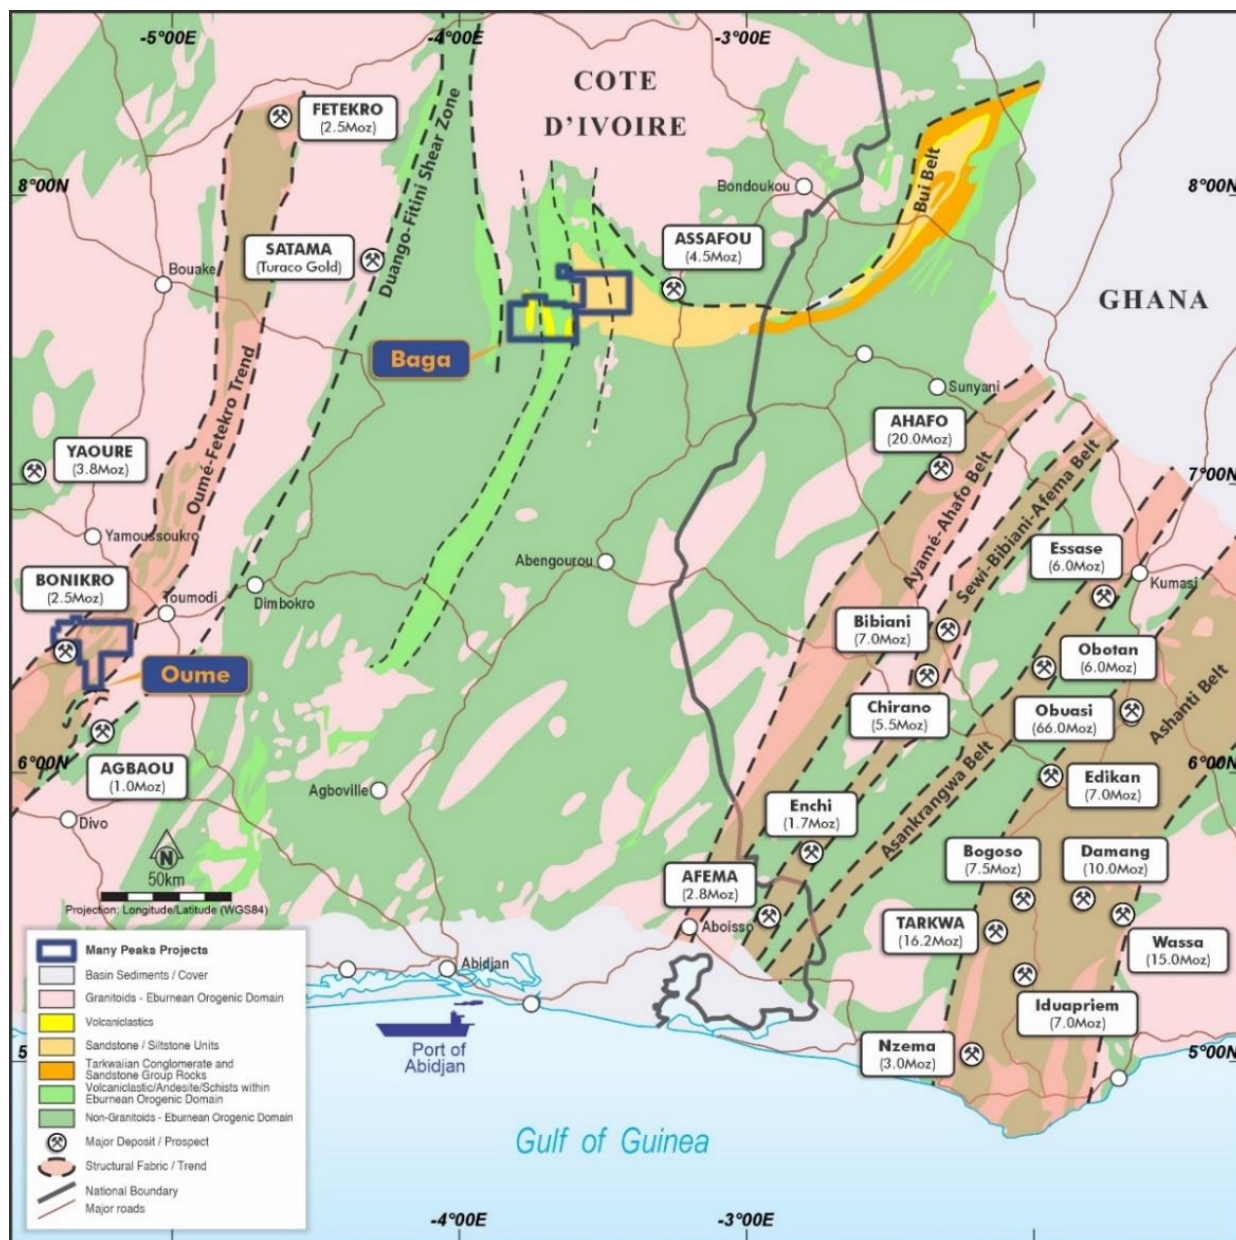 -5°00E
-4°00E
-3°00E
COTE
D'IVOIRE
FETEKRO
(2.5Moz)
8°00N
8°00N
Bondoukou
Bui Belt
Duango-Fitini Shear Zone
SATAMA
(Turaco Gold)
ASSAFOU
(4.5Moz)
Bouake
GHANA
Baga
Sunyani
Oumé-Fetekro Trend
AHAFO
(20.0Moz)
YAOURE
(3.8Moz)
7°00N
7°00N
Ayamé-Ahafo Belt
Sewi-Bibiani-Afema Belt
Yamoussoukro
Abengourou
Essase
(6.0Moz)
Kumasi
BONIKRO
(2.5Moz)
Toumodi
Dimbokro
Bibiani
(7.0Moz)
Obotan
(6.0Moz)
Oume
Chirano
(5.5Moz)
Obuasi
(66.0Moz)
Ashanti Belt
6°00N
6°00N
AGBAOU
(1.0Moz)
Asankrangwa Belt
Edikan
(7.0Moz)
Agboville
Divo
Enchi
(1.7Moz)
N
50km
Projection: Longitude/Latitude (WGS84)
Bogoso
(7.5Moz)
Damang
(10.0Moz)
AFEMA
(2.8Moz)
Aboisso
TARKWA
(16.2Moz)
Wassa
(15.0Moz)
Abidjan
Iduapriem
(7.0Moz)
Port of
Abidjan
Nzema
(3.0Moz)
5
5°00N
Gulf of Guinea
Many Peaks Projects
Basin Sediments / Cover
Granitoids - Eburnean Orogenic Domain
Volcaniclastics
Sandstone / Siltstone Units
Tarkwaiian Conglomerate and
Sandstone Group Rocks
Volcaniclastic/Andesite/Schists within
Eburnean Orogenic Domain
Non-Granitoids - Eburnean Orogenic Domain
Major Deposit / Prospect
Structural Fabric / Trend
National Boundary
Major roads
-4°00E
-3°00E